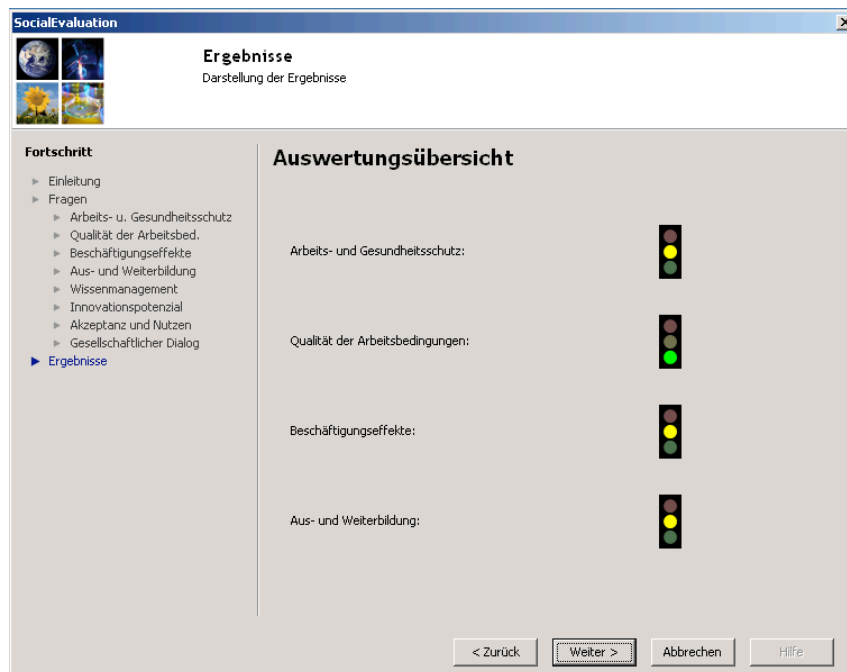 SocialEvaluation
Ergebnisse
Darstellung der Ergebnisse
Fortschritt
Einleitung
Fragen
Arbeits- u. Gesundheitsschutz
Qualität der Arbeitsbed.
Beschäftigungseffekte
Aus- und Weiterbildung
Wissenmanagement
Innovationspotenzial
Akzeptanz und Nutzen
Gesellschaftlicher Dialog
Ergebnisse
Auswertungsübersicht
Arbeits- und Gesundheitsschutz:
Qualität der Arbeitsbedingungen:
Beschäftigungseffekte:
Aus- und Weiterbildung:
< Zurück
Weiter >
Abbrechen
Hilfe